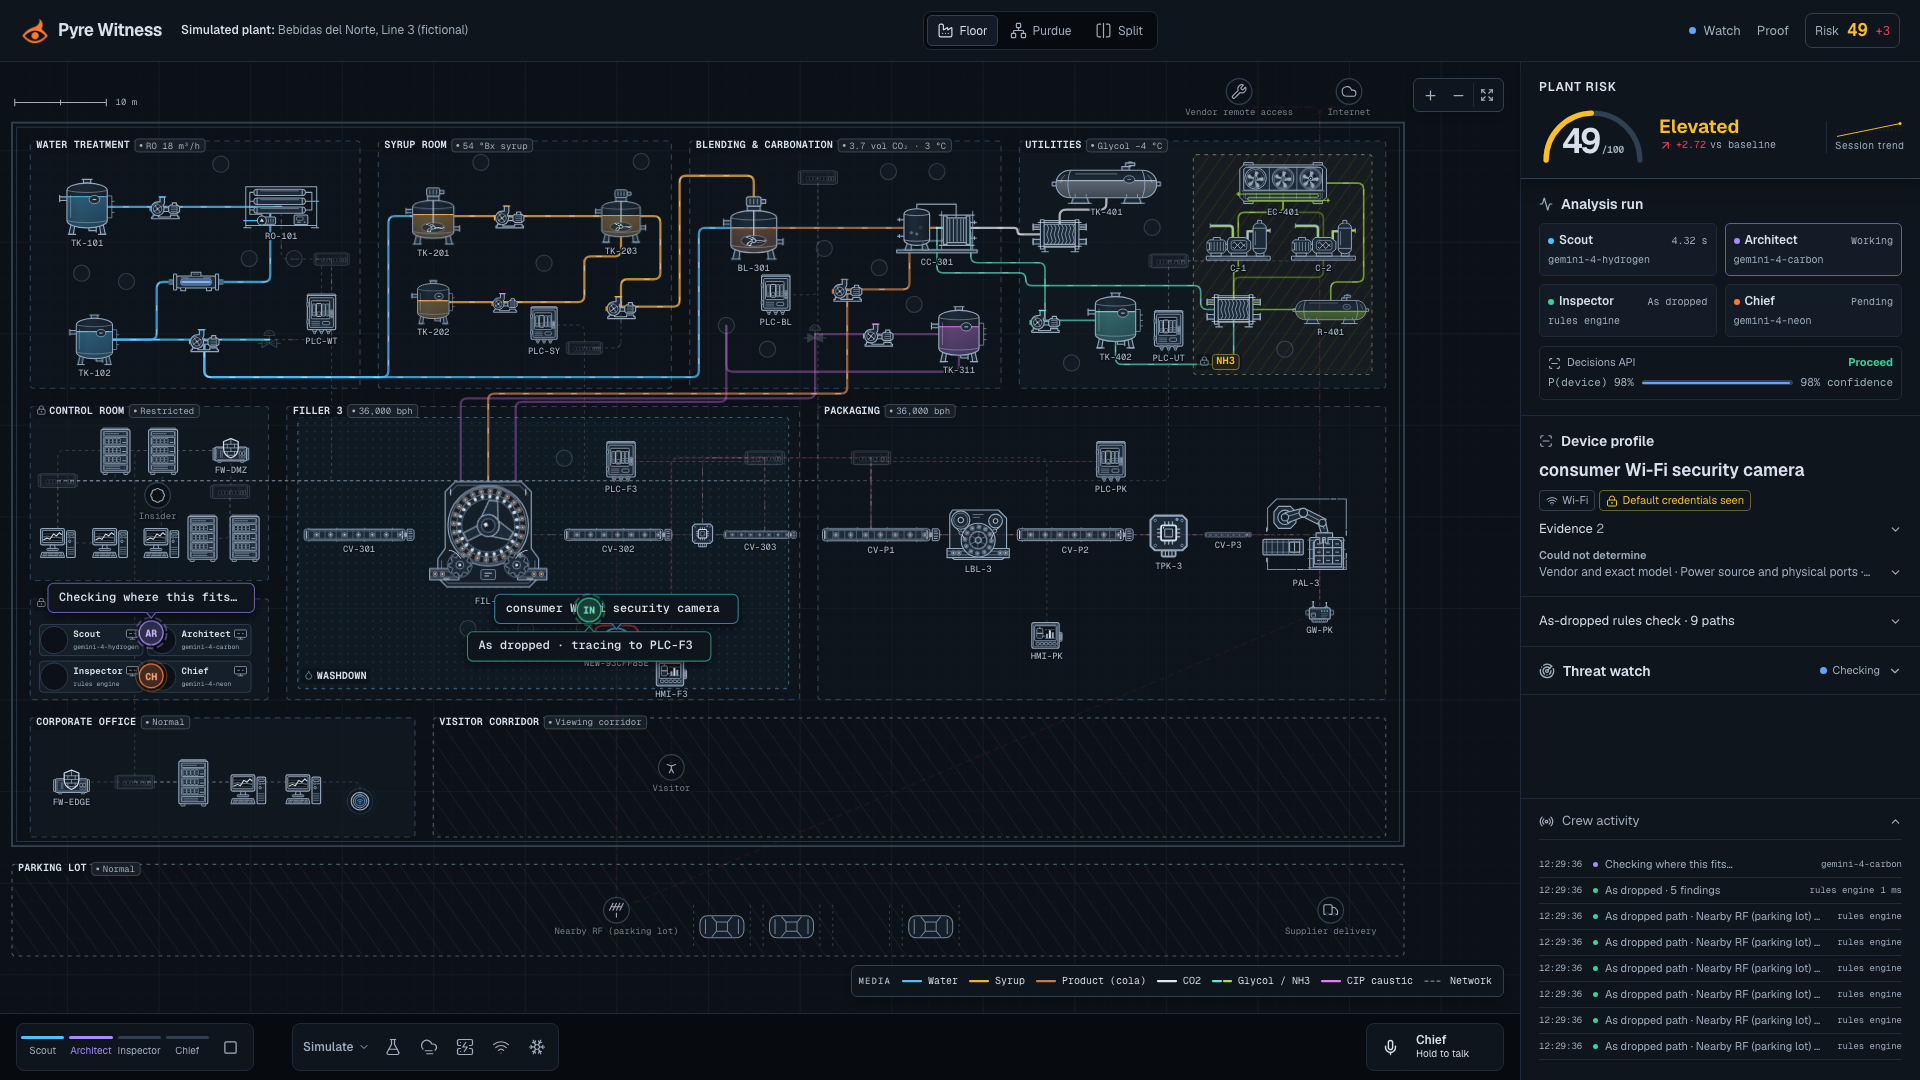 Pyre Witness
Simulated plant: Bebidas del Norte, Line 3 (fictional)
Floor
Purdue
Split
Watch
Proof
Risk 49 +3
10 m
Vendor remote access
Internet
WATER TREATMENT
RO 18 m³/h
TK-101
RO-101
TK-102
PLC-WT
SYRUP ROOM
54 °Bx syrup
TK-201
TK-203
TK-202
PLC-SY
BLENDING & CARBONATION
3.7 vol CO₂ · 3 °C
BL-301
CC-301
PLC-BL
TK-311
UTILITIES
Glycol −4 °C
TK-401
EC-401
C-1
C-2
TK-402
PLC-UT
R-401
NH3
CONTROL ROOM
Restricted
FW-DMZ
Insider
Checking where this fits…
Scout
gemini-4-hydrogen
AR
Architect
gemini-4-carbon
Inspector
rules engine
CH
Chief
gemini-4-neon
FILLER 3
36,000 bph
PLC-F3
CV-301
CV-302
CV-303
FIL-
consumer W
IN
security camera
As dropped · tracing to PLC-F3
NEW-93CFF85E
HMI-F3
WASHDOWN
PACKAGING
36,000 bph
PLC-PK
CV-P1
LBL-3
CV-P2
TPK-3
CV-P3
PAL-3
GW-PK
HMI-PK
CORPORATE OFFICE
Normal
FW-EDGE
VISITOR CORRIDOR
Viewing corridor
Visitor
PARKING LOT
Normal
Nearby RF (parking lot)
Supplier delivery
MEDIA
Water
Syrup
Product (cola)
CO2
Glycol / NH3
CIP caustic
Network
Scout
Architect
Inspector
Chief
Simulate
Chief
Hold to talk
PLANT RISK
49 /100
Elevated
+2.72 vs baseline
Session trend
Analysis run
Scout 4.32 s
gemini-4-hydrogen
Architect Working
gemini-4-carbon
Inspector As dropped
rules engine
Chief Pending
gemini-4-neon
Decisions API Proceed
P(device) 98% 98% confidence
Device profile
consumer Wi-Fi security camera
Wi-Fi
Default credentials seen
Evidence 2
Could not determine
Vendor and exact model · Power source and physical ports ·…
As-dropped rules check · 9 paths
Threat watch Checking
Crew activity
12:29:36 Checking where this fits… gemini-4-carbon
12:29:36 As dropped · 5 findings rules engine 1 ms
12:29:36 As dropped path · Nearby RF (parking lot) … rules engine
12:29:36 As dropped path · Nearby RF (parking lot) … rules engine
12:29:36 As dropped path · Nearby RF (parking lot) … rules engine
12:29:36 As dropped path · Nearby RF (parking lot) … rules engine
12:29:36 As dropped path · Nearby RF (parking lot) … rules engine
12:29:36 As dropped path · Nearby RF (parking lot) … rules engine